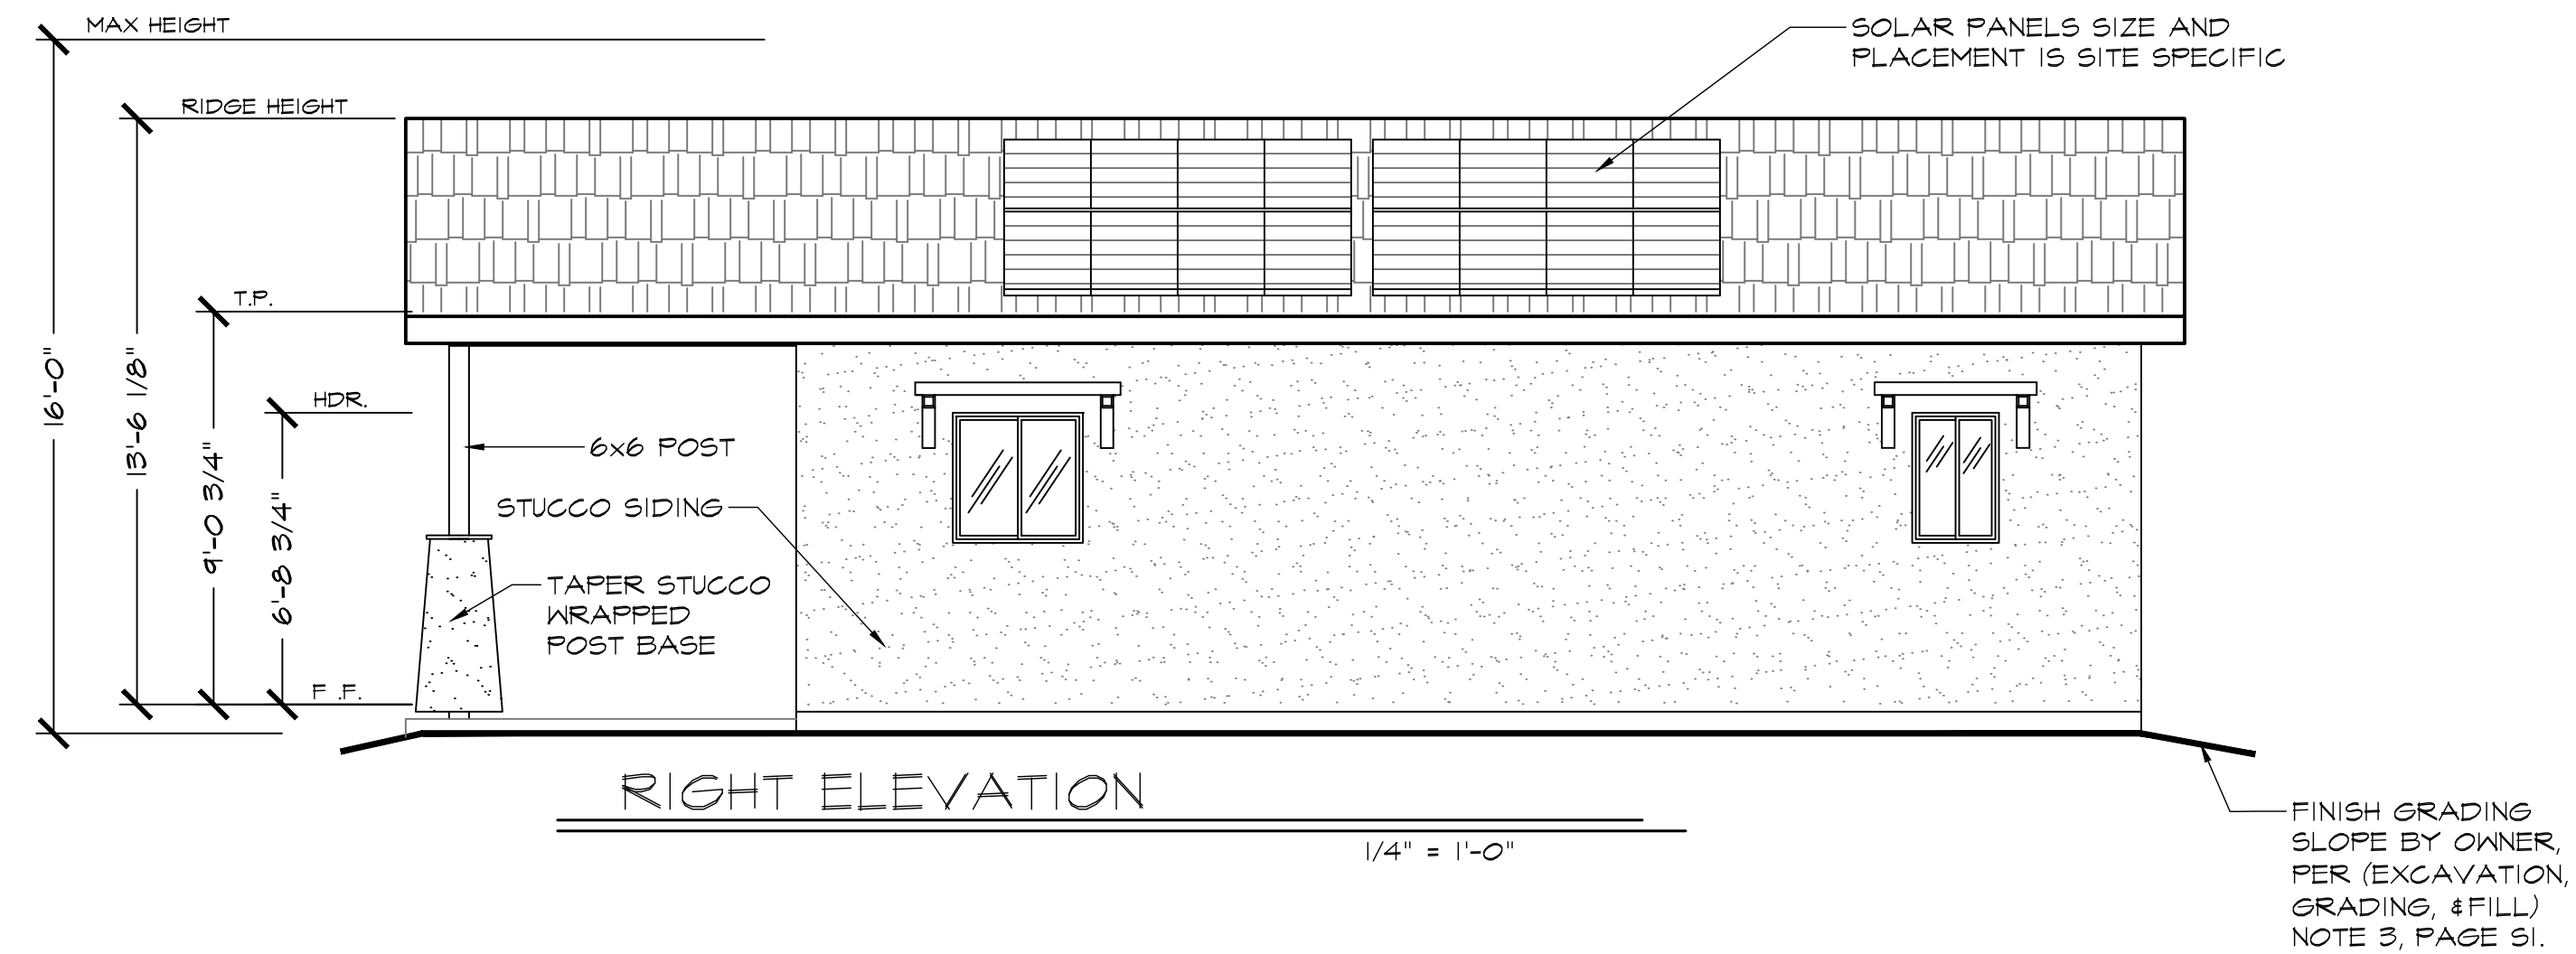 MAX HEIGHT
SOLAR PANELS SIZE AND
PLACEMENT IS SITE SPECIFIC
RIDGE HEIGHT
T.P.
HDR.
16'-0"
13'-6 1/8"
9'-0 3/4"
6'-8 3/4"
6x6 POST
STUCCO SIDING
TAPER STUCCO
WRAPPED
POST BASE
F .F.
RIGHT ELEVATION
1/4" = 1'-0"
FINISH GRADING
SLOPE BY OWNER,
PER (EXCAVATION,
GRADING, &FILL)
NOTE 3, PAGE S1.